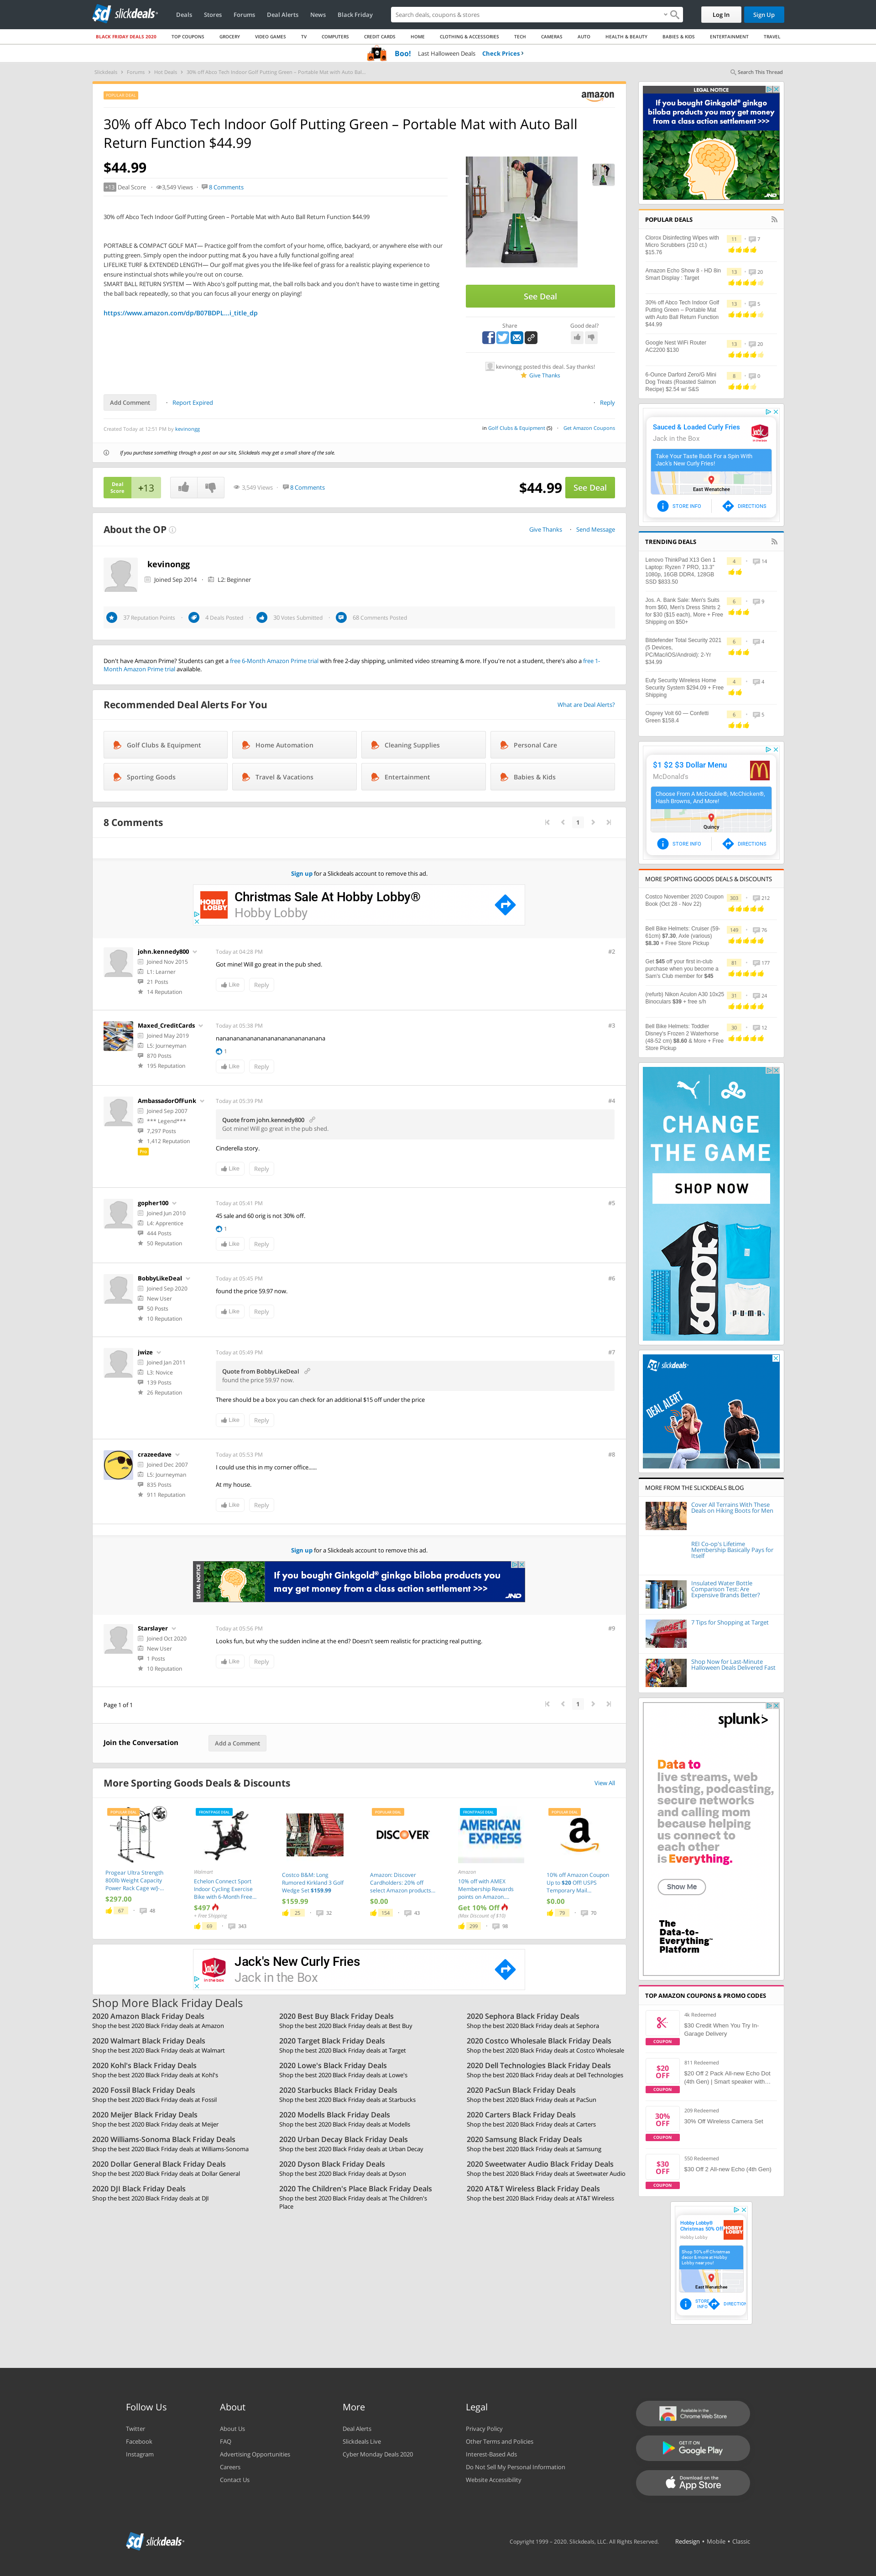 slickdeals
Deals
Stores
Forums
Deal Alerts
News
Black Friday
Search deals, coupons & stores
Log In
Sign Up
BLACK FRIDAY DEALS 2020
TOP COUPONS
GROCERY
VIDEO GAMES
TV
COMPUTERS
CREDIT CARDS
HOME
CLOTHING & ACCESSORIES
TECH
CAMERAS
AUTO
HEALTH & BEAUTY
BABIES & KIDS
ENTERTAINMENT
TRAVEL
Boo! Last Halloween Deals Check Prices
Slickdeals > Forums > Hot Deals > 30% off Abco Tech Indoor Golf Putting Green – Portable Mat with Auto Bal...
Search This Thread
POPULAR DEAL
amazon
30% off Abco Tech Indoor Golf Putting Green – Portable Mat with Auto Ball
Return Function $44.99
$44.99
+13 Deal Score
3,549 Views
8 Comments
30% off Abco Tech Indoor Golf Putting Green – Portable Mat with Auto Ball Return Function $44.99
PORTABLE & COMPACT GOLF MAT— Practice golf from the comfort of your home, office, backyard, or anywhere else with our
putting green. Simply open the indoor putting mat & you have a fully functional golfing area!
LIFELIKE TURF & EXTENDED LENGTH— Our golf mat gives you the life-like feel of grass for a realistic playing experience to
ensure instinctual shots while you're out on course.
SMART BALL RETURN SYSTEM — With Abco's golf putting mat, the ball rolls back and you don't have to waste time in getting
the ball back repeatedly, so that you can focus all your energy on playing!
https://www.amazon.com/dp/B07BDPL...i_title_dp
See Deal
Share
Good deal?
kevinongg posted this deal. Say thanks!
Give Thanks
Add Comment
Report Expired
Reply
Created Today at 12:51 PM by kevinongg
in Golf Clubs & Equipment (5)
Get Amazon Coupons
If you purchase something through a post on our site, Slickdeals may get a small share of the sale.
Deal
Score
+13
3,549 Views
8 Comments
$44.99
See Deal
About the OP
Give Thanks
Send Message
kevinongg
Joined Sep 2014
L2: Beginner
37 Reputation Points
4 Deals Posted
30 Votes Submitted
68 Comments Posted
Don't have Amazon Prime? Students can get a free 6-Month Amazon Prime trial with free 2-day shipping, unlimited video streaming & more. If you're not a student, there's also a free 1-
Month Amazon Prime trial available.
Recommended Deal Alerts For You
What are Deal Alerts?
Golf Clubs & Equipment
Home Automation
Cleaning Supplies
Personal Care
Sporting Goods
Travel & Vacations
Entertainment
Babies & Kids
8 Comments
1
Sign up for a Slickdeals account to remove this ad.
HOBBY
LOBBY
Christmas Sale At Hobby Lobby®
Hobby Lobby
john.kennedy800
Joined Nov 2015
L1: Learner
21 Posts
14 Reputation
Today at 04:28 PM
#2
Got mine! Will go great in the pub shed.
Like
Reply
Maxed_CreditCards
Joined May 2019
L5: Journeyman
870 Posts
195 Reputation
Today at 05:38 PM
#3
nananananananananananananananana
1
Like
Reply
AmbassadorOfFunk
Joined Sep 2007
*** Legend***
7,297 Posts
1,412 Reputation
Pro
Today at 05:39 PM
#4
Quote from john.kennedy800
Got mine! Will go great in the pub shed.
Cinderella story.
Like
Reply
gopher100
Joined Jun 2010
L4: Apprentice
444 Posts
50 Reputation
Today at 05:41 PM
#5
45 sale and 60 orig is not 30% off.
1
Like
Reply
BobbyLikeDeal
Joined Sep 2020
New User
50 Posts
10 Reputation
Today at 05:45 PM
#6
found the price 59.97 now.
Like
Reply
jwize
Joined Jan 2011
L3: Novice
139 Posts
26 Reputation
Today at 05:49 PM
#7
Quote from BobbyLikeDeal
found the price 59.97 now.
There should be a box you can check for an additional $15 off under the price
Like
Reply
crazeedave
Joined Dec 2007
L5: Journeyman
835 Posts
911 Reputation
Today at 05:53 PM
#8
I could use this in my corner office.....
At my house.
Like
Reply
Sign up for a Slickdeals account to remove this ad.
LEGAL NOTICE
If you bought Ginkgold® ginkgo biloba products you
may get money from a class action settlement >>>
JND
Starslayer
Joined Oct 2020
New User
1 Posts
10 Reputation
Today at 05:56 PM
#9
Looks fun, but why the sudden incline at the end? Doesn't seem realistic for practicing real putting.
Like
Reply
Page 1 of 1
1
Join the Conversation
Add a Comment
More Sporting Goods Deals & Discounts
View All
POPULAR DEAL
Progear Ultra Strength
800lb Weight Capacity
Power Rack Cage w/J-...
$297.00
67
48
FRONTPAGE DEAL
Walmart
Echelon Connect Sport
Indoor Cycling Exercise
Bike with 6-Month Free...
$497
+ Free Shipping
69
343
Costco B&M: Long
Rumored Kirkland 3 Golf
Wedge Set $159.99
$159.99
25
32
POPULAR DEAL
DISCOVER
Amazon: Discover
Cardholders: 20% off
select Amazon products...
$0.00
154
43
FRONTPAGE DEAL
AMERICAN
EXPRESS
Amazon
10% off with AMEX
Membership Rewards
points on Amazon....
Get 10% Off
(Max Discount of $15)
299
98
POPULAR DEAL
10% off Amazon Coupon
Up to $20 Off! USPS
Temporary Mail...
$0.00
79
70
Jack's New Curly Fries
Jack in the Box
Shop More Black Friday Deals
2020 Amazon Black Friday Deals
Shop the best 2020 Black Friday deals at Amazon
2020 Best Buy Black Friday Deals
Shop the best 2020 Black Friday deals at Best Buy
2020 Sephora Black Friday Deals
Shop the best 2020 Black Friday deals at Sephora
2020 Walmart Black Friday Deals
Shop the best 2020 Black Friday deals at Walmart
2020 Target Black Friday Deals
Shop the best 2020 Black Friday deals at Target
2020 Costco Wholesale Black Friday Deals
Shop the best 2020 Black Friday deals at Costco Wholesale
2020 Kohl's Black Friday Deals
Shop the best 2020 Black Friday deals at Kohl's
2020 Lowe's Black Friday Deals
Shop the best 2020 Black Friday deals at Lowe's
2020 Dell Technologies Black Friday Deals
Shop the best 2020 Black Friday deals at Dell Technologies
2020 Fossil Black Friday Deals
Shop the best 2020 Black Friday deals at Fossil
2020 Starbucks Black Friday Deals
Shop the best 2020 Black Friday deals at Starbucks
2020 PacSun Black Friday Deals
Shop the best 2020 Black Friday deals at PacSun
2020 Meijer Black Friday Deals
Shop the best 2020 Black Friday deals at Meijer
2020 Modells Black Friday Deals
Shop the best 2020 Black Friday deals at Modells
2020 Carters Black Friday Deals
Shop the best 2020 Black Friday deals at Carters
2020 Williams-Sonoma Black Friday Deals
Shop the best 2020 Black Friday deals at Williams-Sonoma
2020 Urban Decay Black Friday Deals
Shop the best 2020 Black Friday deals at Urban Decay
2020 Samsung Black Friday Deals
Shop the best 2020 Black Friday deals at Samsung
2020 Dollar General Black Friday Deals
Shop the best 2020 Black Friday deals at Dollar General
2020 Dyson Black Friday Deals
Shop the best 2020 Black Friday deals at Dyson
2020 Sweetwater Audio Black Friday Deals
Shop the best 2020 Black Friday deals at Sweetwater Audio
2020 DJI Black Friday Deals
Shop the best 2020 Black Friday deals at DJI
2020 The Children's Place Black Friday Deals
Shop the best 2020 Black Friday deals at The Children's
Place
2020 AT&T Wireless Black Friday Deals
Shop the best 2020 Black Friday deals at AT&T Wireless
LEGAL NOTICE
If you bought Ginkgold® ginkgo
biloba products you may get money
from a class action settlement >>>
JND
POPULAR DEALS
Clorox Disinfecting Wipes with
Micro Scrubbers (210 ct.)
$15.76
11
7
Amazon Echo Show 8 - HD 8in
Smart Display : Target
13
20
30% off Abco Tech Indoor Golf
Putting Green – Portable Mat
with Auto Ball Return Function
$44.99
13
5
Google Nest WiFi Router
AC2200 $130
13
20
6-Ounce Darford Zero/G Mini
Dog Treats (Roasted Salmon
Recipe) $2.54 w/ S&S
8
0
Sauced & Loaded Curly Fries
Jack in the Box
Take Your Taste Buds For a Spin With
Jack's New Curly Fries!
East Wenatchee
STORE INFO
DIRECTIONS
TRENDING DEALS
Lenovo ThinkPad X13 Gen 1
Laptop: Ryzen 7 PRO, 13.3"
1080p, 16GB DDR4, 128GB
SSD $833.50
4
14
Jos. A. Bank Sale: Men's Suits
from $60, Men's Dress Shirts 2
for $30 ($15 each), More + Free
Shipping on $50+
6
9
Bitdefender Total Security 2021
(5 Devices,
PC/Mac/iOS/Android): 2-Yr
$34.99
6
4
Eufy Security Wireless Home
Security System $294.09 + Free
Shipping
4
4
Osprey Volt 60 — Confetti
Green $158.4
6
5
$1 $2 $3 Dollar Menu
McDonald's
Choose From A McDouble®, McChicken®,
Hash Browns, And More!
Quincy
STORE INFO
DIRECTIONS
MORE SPORTING GOODS DEALS & DISCOUNTS
Costco November 2020 Coupon
Book (Oct 28 - Nov 22)
303
212
Bell Bike Helmets: Cruiser (59-
61cm) $7.30, Axle (various)
$8.30 + Free Store Pickup
149
76
Get $45 off your first in-club
purchase when you become a
Sam's Club member for $45
81
177
(refurb) Nikon Aculon A30 10x25
Binoculars $39 + free s/h
31
24
Bell Bike Helmets: Toddler
Disney's Frozen 2 Waterhorse
(48-52 cm) $8.60 & More + Free
Store Pickup
30
12
CHANGE
THE GAME
SHOP NOW
PUMA
slickdeals
DEAL ALERT
MORE FROM THE SLICKDEALS BLOG
Cover All Terrains With These
Deals on Hiking Boots for Men
REI Co-op's Lifetime
Membership Basically Pays for
Itself
Insulated Water Bottle
Comparison Test: Are
Expensive Brands Better?
7 Tips for Shopping at Target
Shop Now for Last-Minute
Halloween Deals Delivered Fast
splunk>
Data to
live streams, web
hosting, podcasting,
secure networks
and calling mom
because helping
us connect to
each other
is Everything.
Show Me
The
Data-to-
Everything™
Platform
TOP AMAZON COUPONS & PROMO CODES
4k Redeemed
$30 Credit When You Try In-
Garage Delivery
COUPON
811 Redeemed
$20
OFF
$20 Off 2 Pack All-new Echo Dot
(4th Gen) | Smart speaker with...
COUPON
209 Redeemed
30%
OFF
30% Off Wireless Camera Set
COUPON
550 Redeemed
$30
OFF
$30 Off 2 All-new Echo (4th Gen)
COUPON
Hobby Lobby®
Christmas 50% Off
Hobby Lobby
HOBBY
LOBBY
Shop 50% off Christmas
decor & more at Hobby
Lobby near you!
East Wenatchee
STORE
INFO
DIRECTION
Follow Us
Twitter
Facebook
Instagram
About
About Us
FAQ
Advertising Opportunities
Careers
Contact Us
More
Deal Alerts
Slickdeals Live
Cyber Monday Deals 2020
Legal
Privacy Policy
Other Terms and Policies
Interest-Based Ads
Do Not Sell My Personal Information
Website Accessibility
Available in the
Chrome Web Store
GET IT ON
Google Play
Download on the
App Store
slickdeals
Copyright 1999 – 2020. Slickdeals, LLC. All Rights Reserved.
Redesign • Mobile • Classic